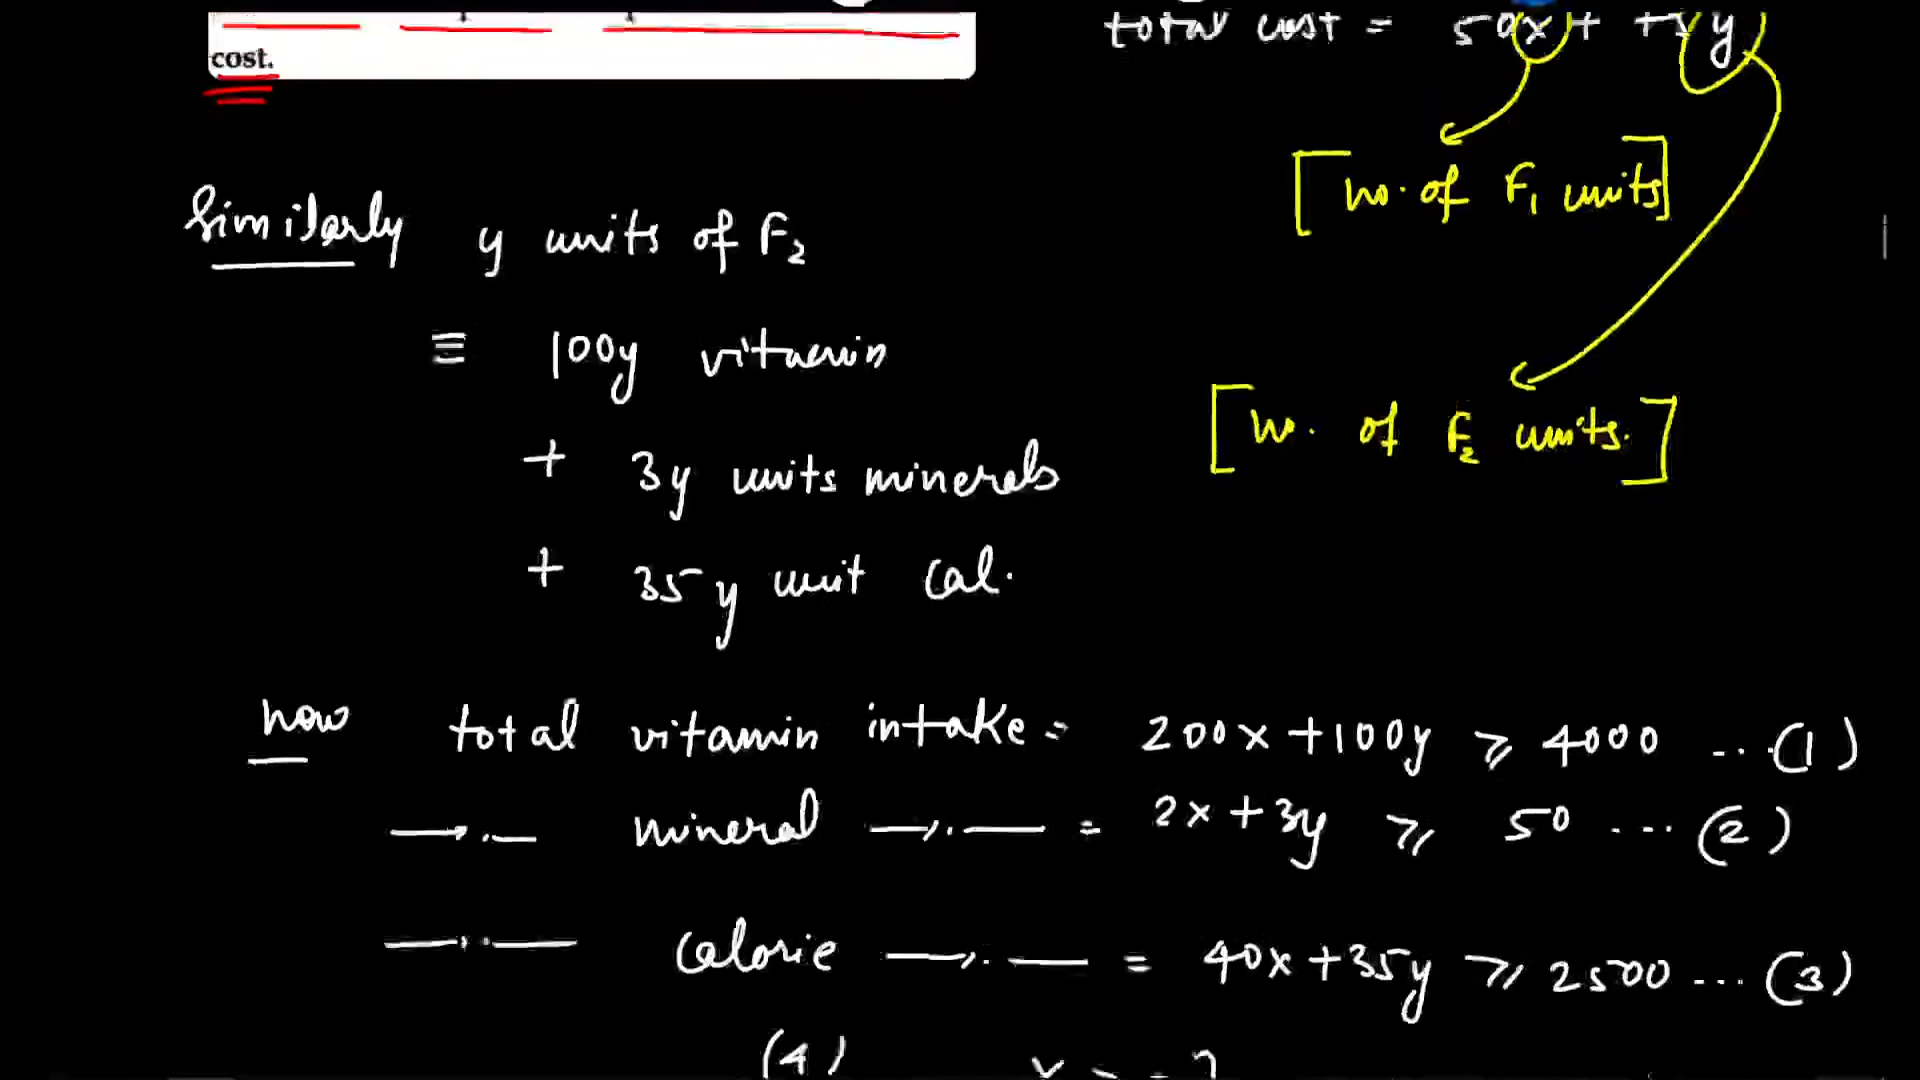 cost.
total cost = 50x +
[no. of F₁ units]
Similarly y units of F₂
≡ 100y vitamin
[no. of F₂ units.]
+ 3y units minerals
+ 35y unit cal.
now total vitamin intake = 200x + 100y ⩾ 4000 ... (1)
—〃— mineral —〃— = 2x + 3y ⩾ 50 ... (2)
—〃— calorie —〃— = 40x + 35y ⩾ 2500 ... (3)
(4)